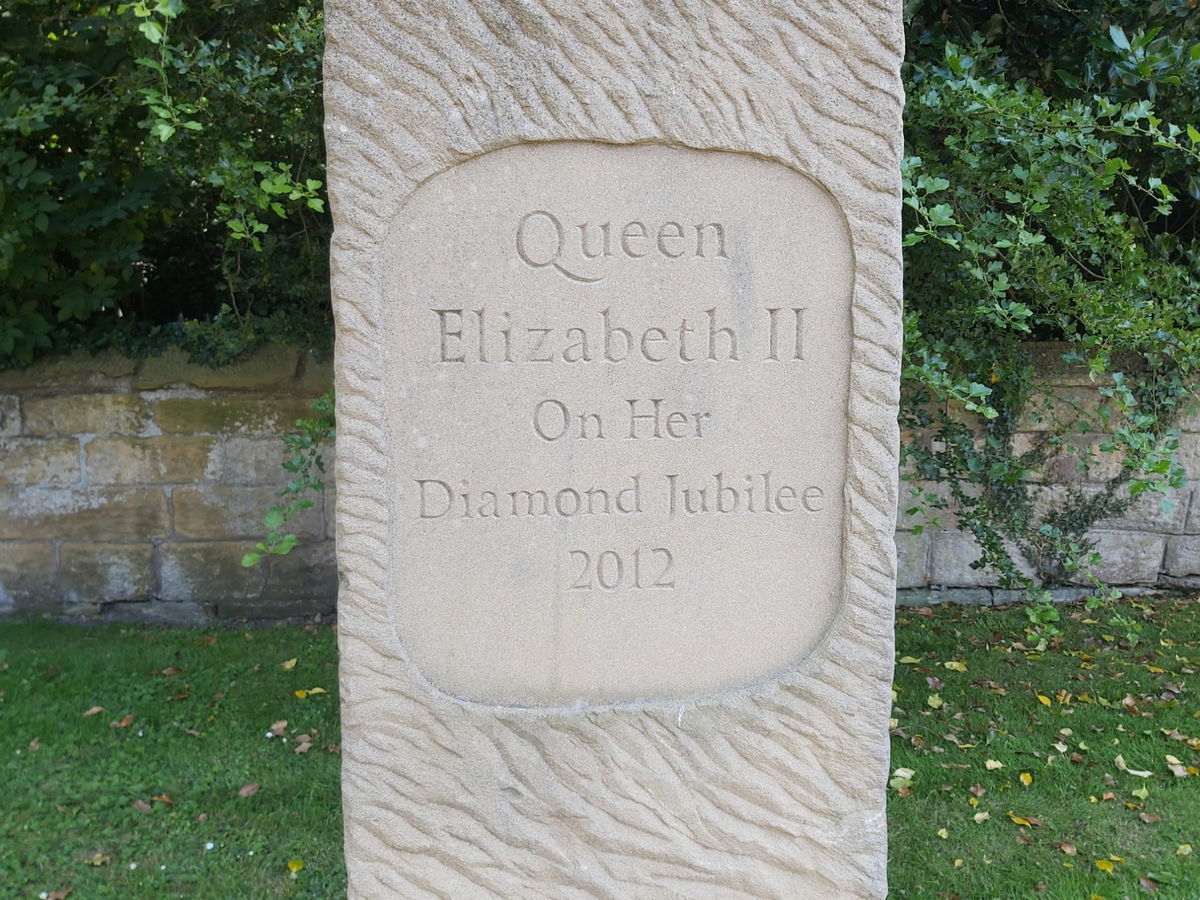 Queen
Elizabeth II
On Her
Diamond Jubilee
2012